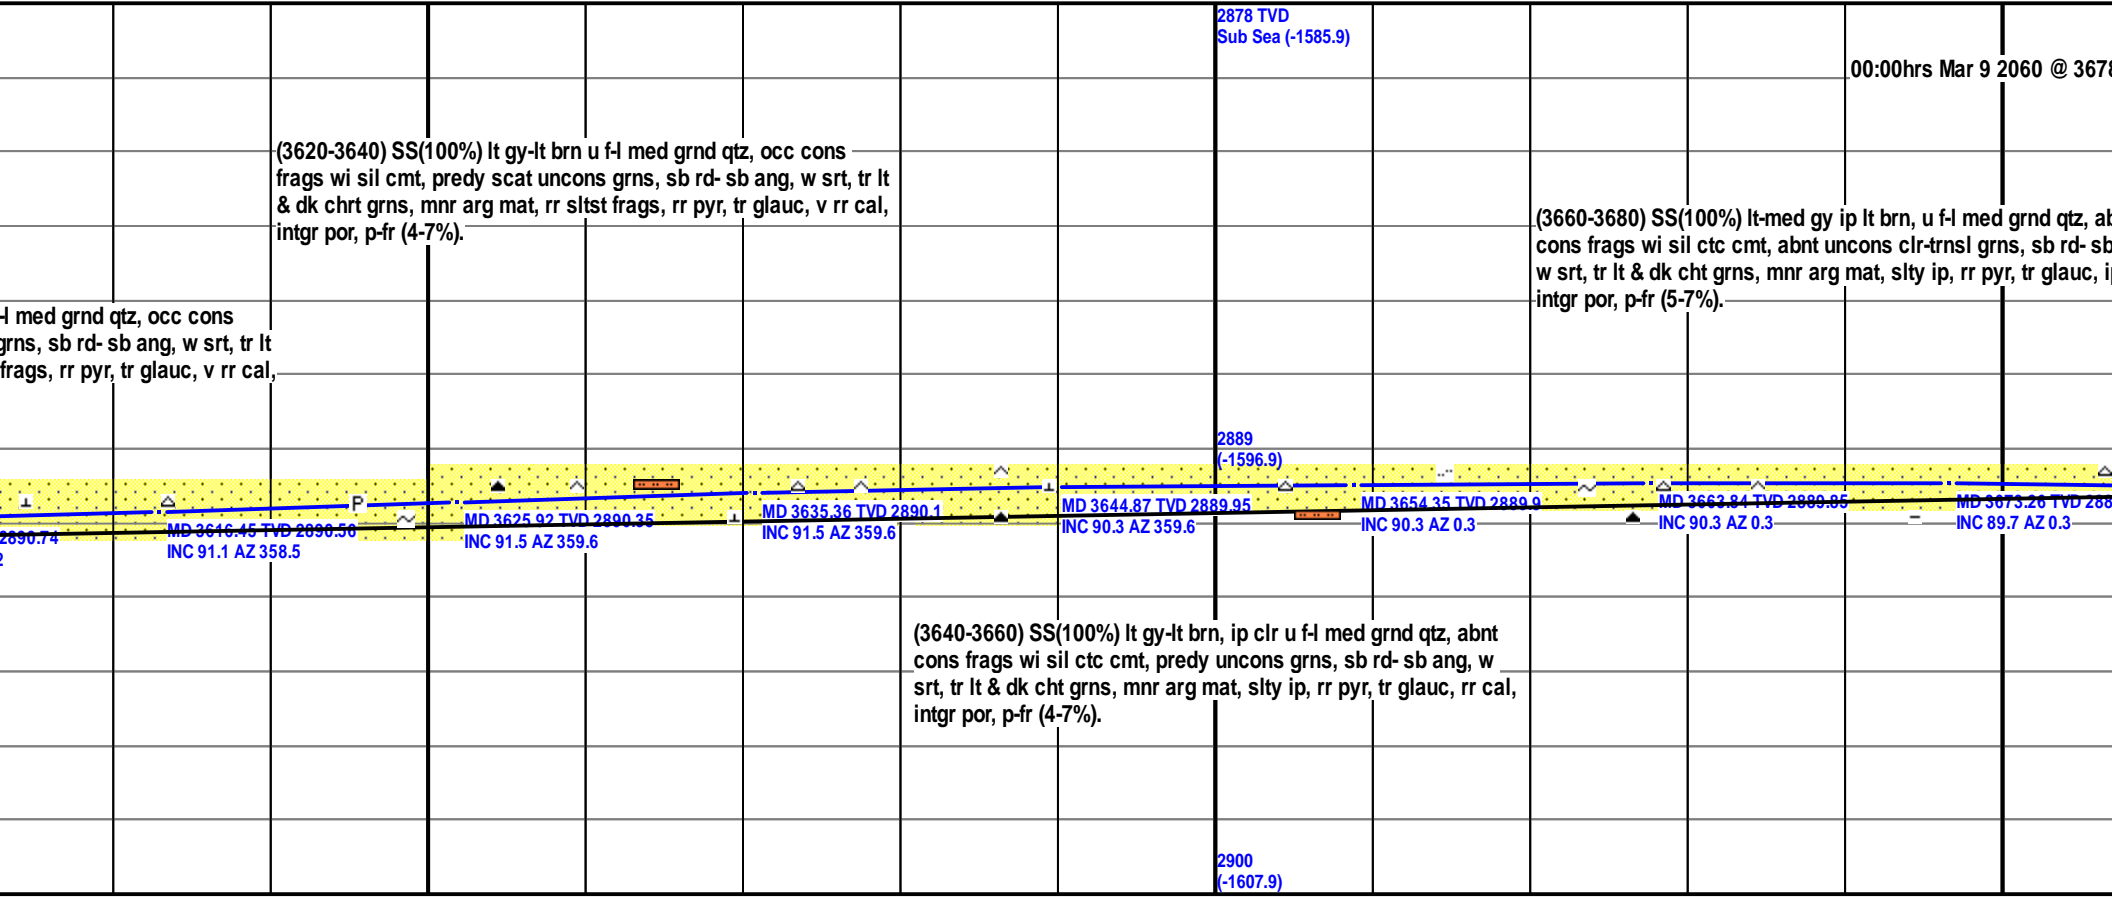 2878 TVD
Sub Sea (-1585.9)
00:00hrs Mar 9 2060 @ 3678
(3620-3640) SS(100%) lt gy-lt brn u f-l med grnd qtz, occ cons
frags wi sil cmt, predy scat uncons grns, sb rd- sb ang, w srt, tr lt
& dk chrt grns, mnr arg mat, rr sltst frags, rr pyr, tr glauc, v rr cal,
intgr por, p-fr (4-7%).
(3660-3680) SS(100%) lt-med gy ip lt brn, u f-l med grnd qtz, ab
cons frags wi sil ctc cmt, abnt uncons clr-trnsl grns, sb rd- sb
w srt, tr lt & dk cht grns, mnr arg mat, slty ip, rr pyr, tr glauc, ip
intgr por, p-fr (5-7%).
-l med grnd qtz, occ cons
grns, sb rd- sb ang, w srt, tr lt
frags, rr pyr, tr glauc, v rr cal,
2889
(-1596.9)
P
2890.74
2
MD 3616.45 TVD 2890.56
INC 91.1 AZ 358.5
MD 3625.92 TVD 2890.35
INC 91.5 AZ 359.6
MD 3635.36 TVD 2890.1
INC 91.5 AZ 359.6
MD 3644.87 TVD 2889.95
INC 90.3 AZ 359.6
MD 3654.35 TVD 2889.9
INC 90.3 AZ 0.3
MD 3663.84 TVD 2889.85
INC 90.3 AZ 0.3
MD 3673.26 TVD 288
INC 89.7 AZ 0.3
(3640-3660) SS(100%) lt gy-lt brn, ip clr u f-l med grnd qtz, abnt
cons frags wi sil ctc cmt, predy uncons grns, sb rd- sb ang, w
srt, tr lt & dk cht grns, mnr arg mat, slty ip, rr pyr, tr glauc, rr cal,
intgr por, p-fr (4-7%).
2900
(-1607.9)